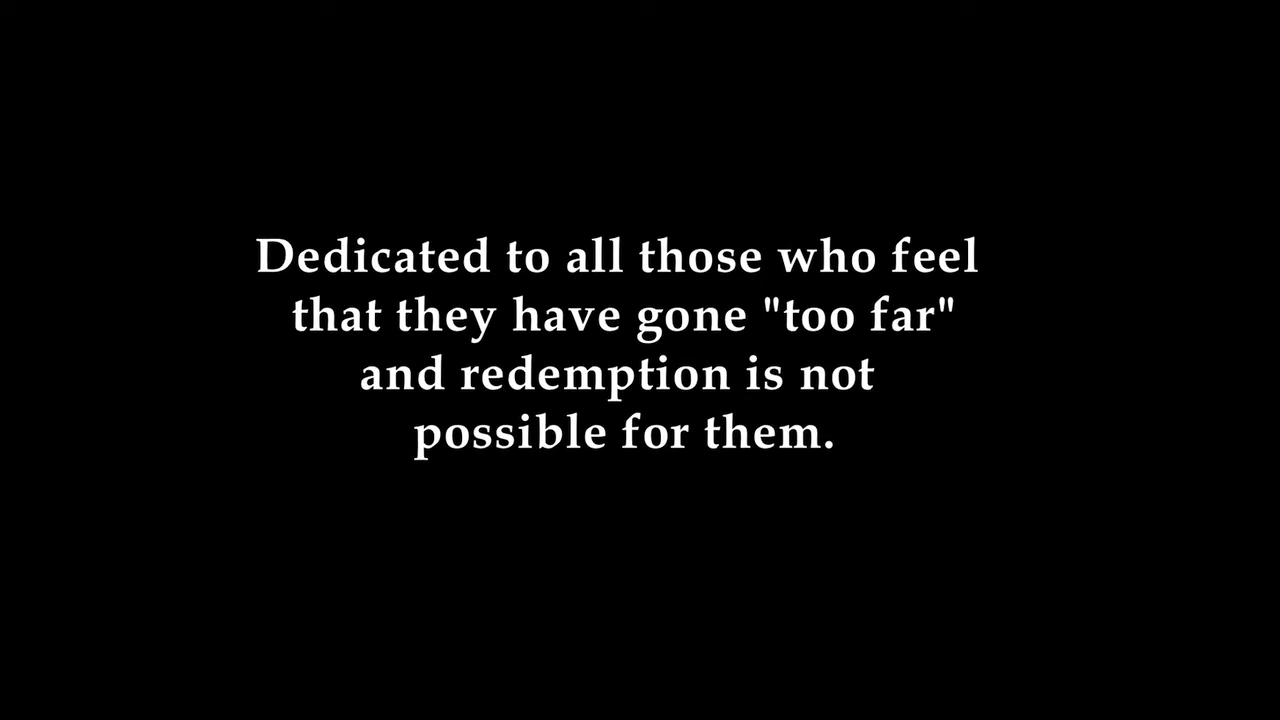 Dedicated to all those who feel
that they have gone "too far"
and redemption is not
possible for them.